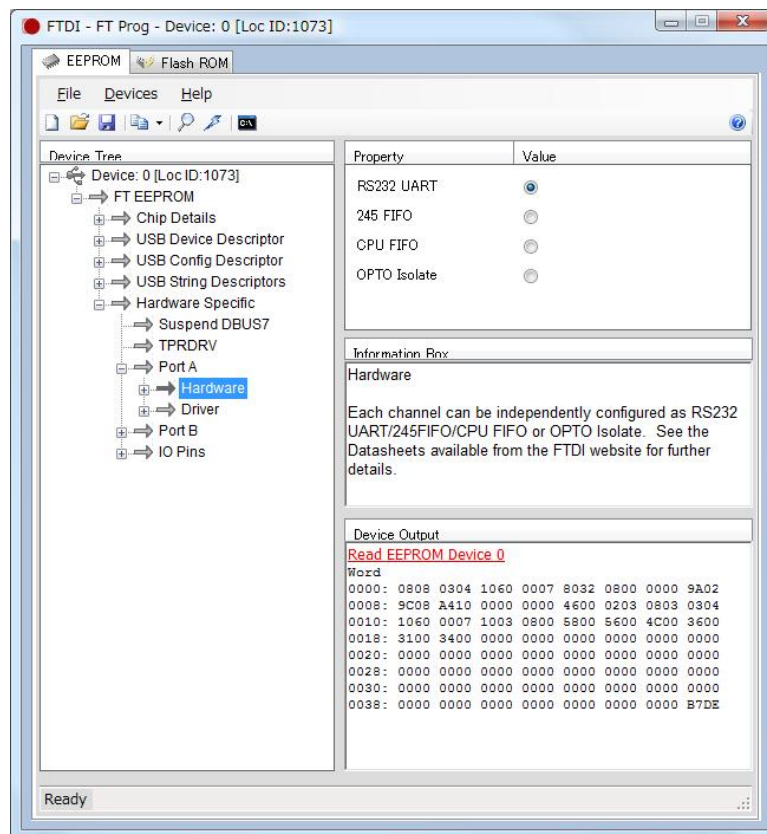 FTDI - FT Prog - Device: 0 [Loc ID:1073]
EEPROM Flash ROM
File Devices Help
Device Tree
Device: 0 [Loc ID:1073]
FT EEPROM
Chip Details
USB Device Descriptor
USB Config Descriptor
USB String Descriptors
Hardware Specific
Suspend DBUS7
TPRDRV
Port A
Hardware
Driver
Port B
IO Pins
Property Value
RS232 UART
245 FIFO
CPU FIFO
OPTO Isolate
Information Box
Hardware
Each channel can be independently configured as RS232
UART/245FIFO/CPU FIFO or OPTO Isolate. See the
Datasheets available from the FTDI website for further
details.
Device Output
Read EEPROM Device 0
Word
0000: 0808 0304 1060 0007 8032 0800 0000 9A02
0008: 9C08 A410 0000 0000 4600 0203 0803 0304
0010: 1060 0007 1003 0800 5800 5600 4C00 3600
0018: 3100 3400 0000 0000 0000 0000 0000 0000
0020: 0000 0000 0000 0000 0000 0000 0000 0000
0028: 0000 0000 0000 0000 0000 0000 0000 0000
0030: 0000 0000 0000 0000 0000 0000 0000 0000
0038: 0000 0000 0000 0000 0000 0000 0000 B7DE
Ready